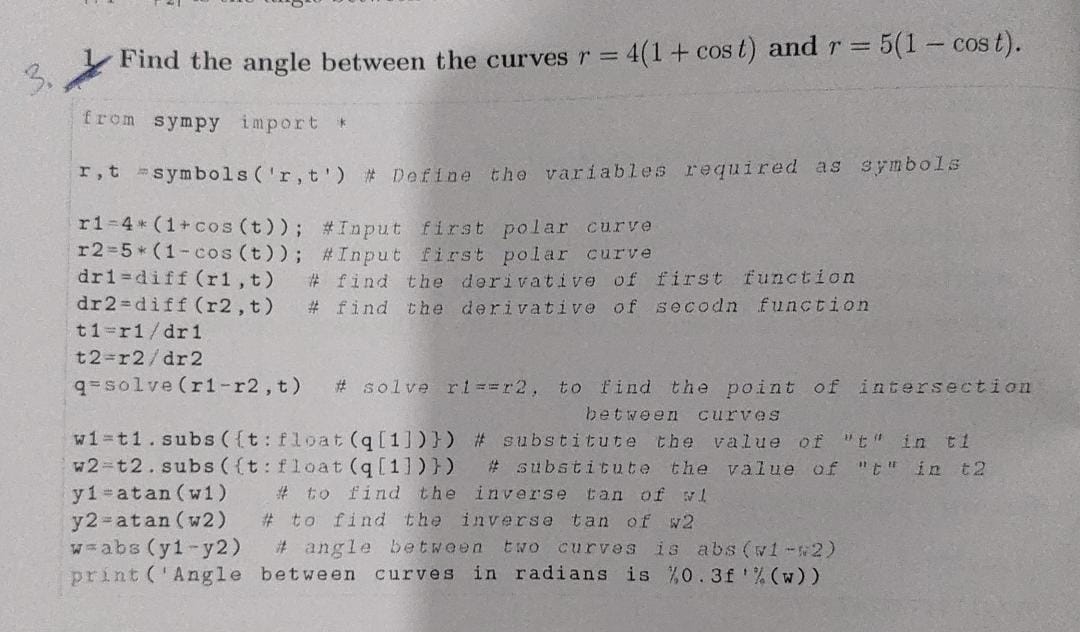 3. 1 Find the angle between the curves r = 4(1 + cos t) and r = 5(1 − cos t).
from sympy import *
r,t =symbols('r,t') # Define the variables required as symbols
r1=4*(1+cos(t)); #Input first polar curve
r2=5*(1-cos(t)); #Input first polar curve
dr1=diff(r1,t) # find the derivative of first function
dr2=diff(r2,t) # find the derivative of secodn function
t1=r1/dr1
t2=r2/dr2
q=solve(r1-r2,t) # solve r1==r2, to find the point of intersection
between curves
w1=t1.subs({t:float(q[1])}) # substitute the value of "t" in t1
w2=t2.subs({t:float(q[1])}) # substitute the value of "t" in t2
y1=atan(w1) # to find the inverse tan of w1
y2=atan(w2) # to find the inverse tan of w2
w=abs(y1-y2) # angle between two curves is abs(w1-w2)
print('Angle between curves in radians is %0.3f'%(w))